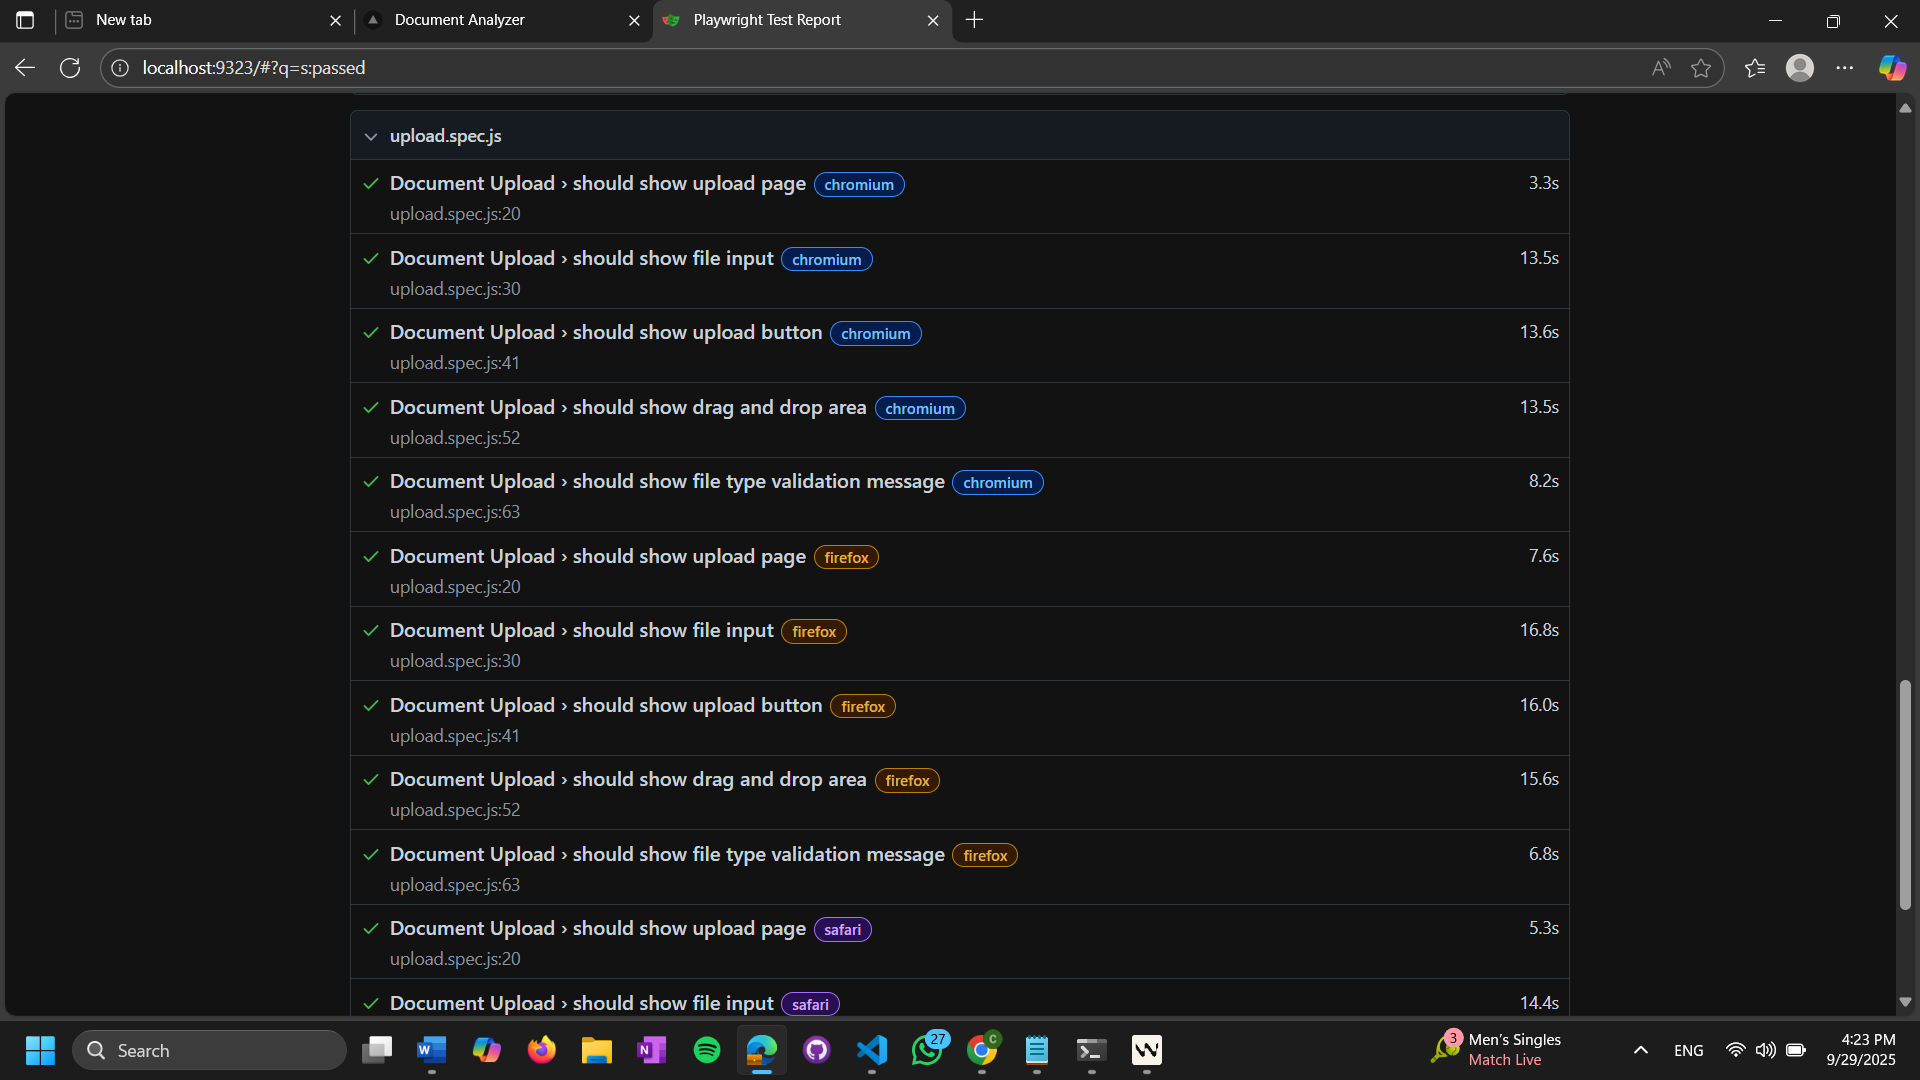 New tab
Document Analyzer
Playwright Test Report
localhost:9323/#?q=s:passed
upload.spec.js
Document Upload › should show upload page chromium 3.3s
upload.spec.js:20
Document Upload › should show file input chromium 13.5s
upload.spec.js:30
Document Upload › should show upload button chromium 13.6s
upload.spec.js:41
Document Upload › should show drag and drop area chromium 13.5s
upload.spec.js:52
Document Upload › should show file type validation message chromium 8.2s
upload.spec.js:63
Document Upload › should show upload page firefox 7.6s
upload.spec.js:20
Document Upload › should show file input firefox 16.8s
upload.spec.js:30
Document Upload › should show upload button firefox 16.0s
upload.spec.js:41
Document Upload › should show drag and drop area firefox 15.6s
upload.spec.js:52
Document Upload › should show file type validation message firefox 6.8s
upload.spec.js:63
Document Upload › should show upload page safari 5.3s
upload.spec.js:20
Document Upload › should show file input safari 14.4s
Search
27
C
3
Men's Singles
Match Live
ENG
4:23 PM
9/29/2025